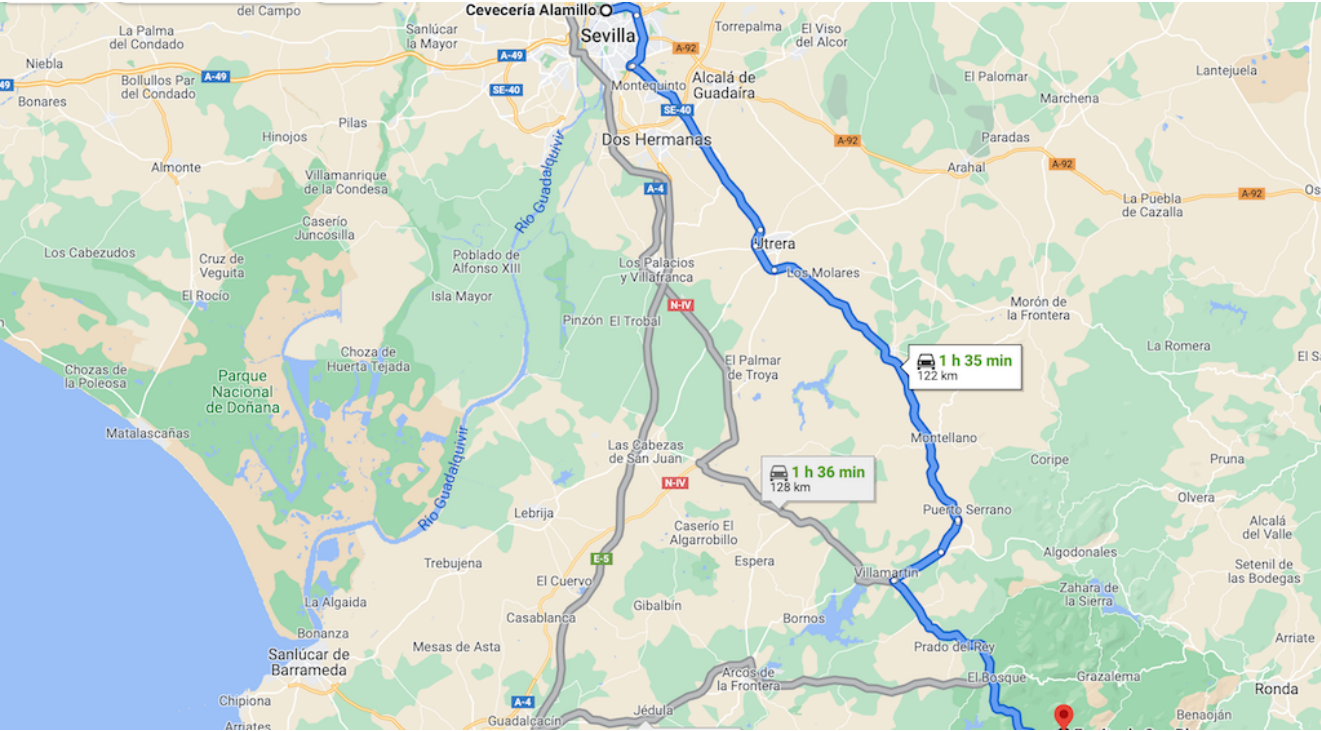 del Campo
Cevecería Alamillo
La Palma
del Condado
Sanlúcar
la Mayor
Sevilla
Torrepalma
El Viso
del Alcor
A-49
A-92
Niebla
A-49
49
Bollullos Par
del Condado
SE-40
Montequinto
Alcalá de
Guadaíra
El Palomar
Lantejuela
Bonares
SE-40
Marchena
Pilas
Hinojos
Dos Hermanas
A-92
Paradas
Almonte
Villamanrique
de la Condesa
Río Guadalquivir
A-4
Arahal
A-92
A-92
Os
La Puebla
de Cazalla
Caserío
Juncosilla
Los Cabezudos
Cruz de
Veguita
Poblado de
Alfonso XIII
Utrera
Los Palacios
y Villafranca
Los Molares
El Rocío
Isla Mayor
N-IV
Morón de
la Frontera
Pinzón
El Trobal
Choza de
Huerta Tejada
La Romera
El Sa
Chozas de
la Poleosa
Parque
Nacional
de Doñana
El Palmar
de Troya
1 h 35 min
122 km
Matalascañas
Río Guadalquivir
Las Cabezas
de San Juan
Montellano
Coripe
Pruna
N-IV
1 h 36 min
128 km
Olvera
Lebrija
Caserío El
Algarrobillo
Puerto Serrano
Alcalá
del Valle
Trebujena
E-5
Espera
Villamartín
Algodonales
Setenil de
las Bodegas
El Cuervo
Zahara de
la Sierra
La Algaida
Gibalbín
Bornos
Casablanca
Bonanza
Mesas de Asta
Prado del Rey
Arriate
Sanlúcar de
Barrameda
Arcos de
la Frontera
El Bosque
Grazalema
Ronda
Chipiona
A-4
Jédula
Benaoján
Guadalcacín
Arriates